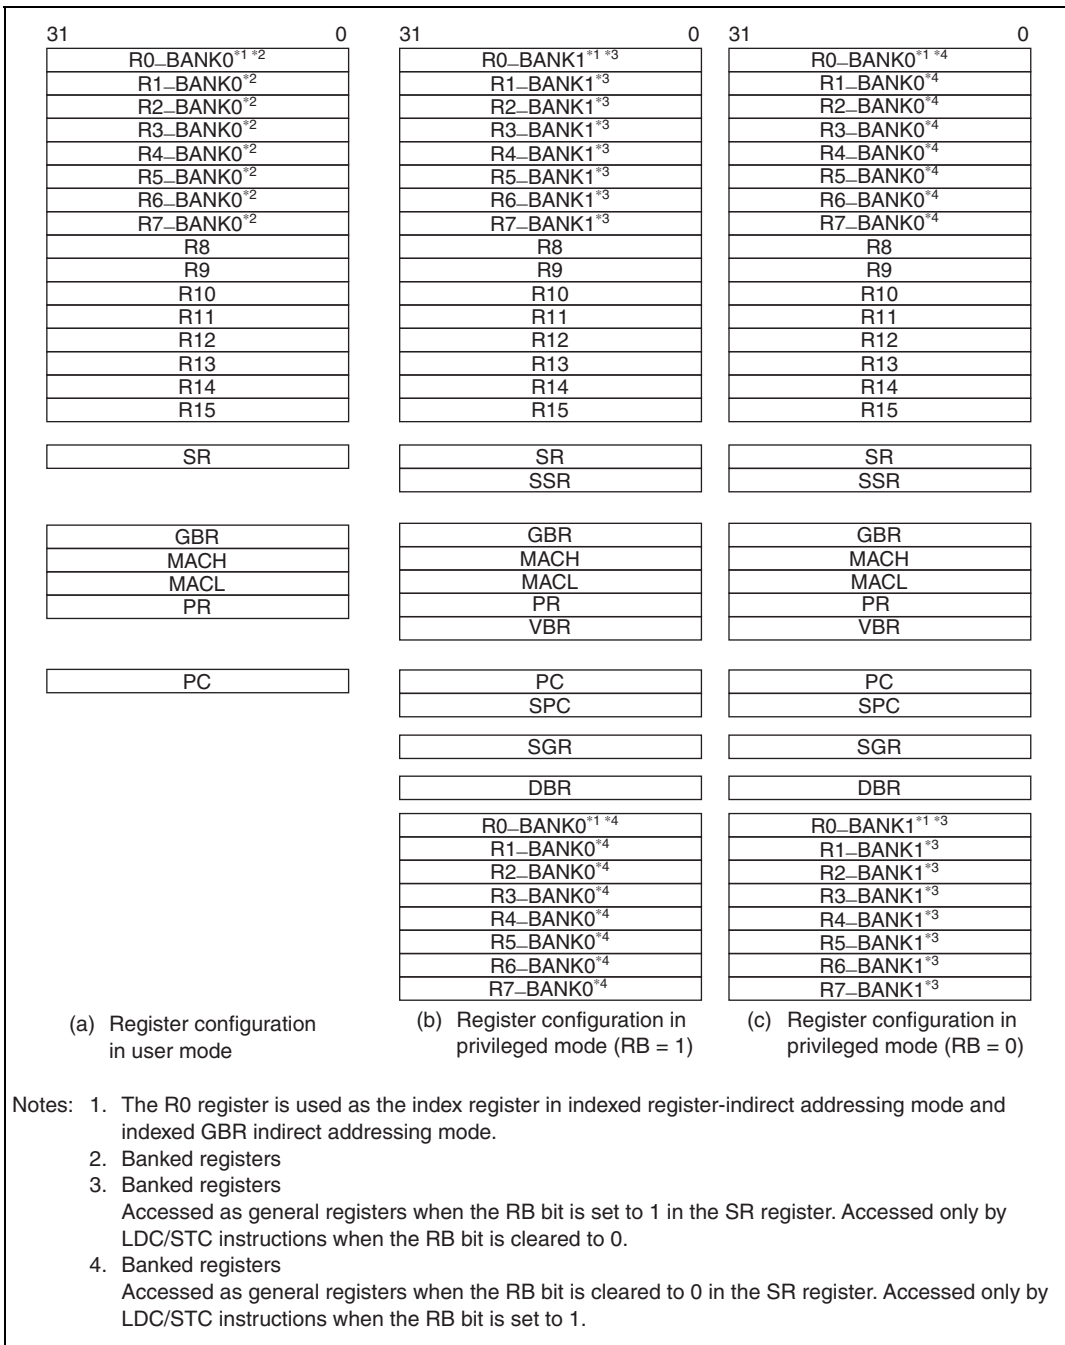 31 0
R0_BANK0*1 *2
R1_BANK0*2
R2_BANK0*2
R3_BANK0*2
R4_BANK0*2
R5_BANK0*2
R6_BANK0*2
R7_BANK0*2
R8
R9
R10
R11
R12
R13
R14
R15
SR
GBR
MACH
MACL
PR
PC
(a) Register configuration
in user mode
31 0
R0_BANK1*1 *3
R1_BANK1*3
R2_BANK1*3
R3_BANK1*3
R4_BANK1*3
R5_BANK1*3
R6_BANK1*3
R7_BANK1*3
R8
R9
R10
R11
R12
R13
R14
R15
SR
SSR
GBR
MACH
MACL
PR
VBR
PC
SPC
SGR
DBR
R0_BANK0*1 *4
R1_BANK0*4
R2_BANK0*4
R3_BANK0*4
R4_BANK0*4
R5_BANK0*4
R6_BANK0*4
R7_BANK0*4
(b) Register configuration in
privileged mode (RB = 1)
31 0
R0_BANK0*1 *4
R1_BANK0*4
R2_BANK0*4
R3_BANK0*4
R4_BANK0*4
R5_BANK0*4
R6_BANK0*4
R7_BANK0*4
R8
R9
R10
R11
R12
R13
R14
R15
SR
SSR
GBR
MACH
MACL
PR
VBR
PC
SPC
SGR
DBR
R0_BANK1*1 *3
R1_BANK1*3
R2_BANK1*3
R3_BANK1*3
R4_BANK1*3
R5_BANK1*3
R6_BANK1*3
R7_BANK1*3
(c) Register configuration in
privileged mode (RB = 0)
Notes: 1. The R0 register is used as the index register in indexed register-indirect addressing mode and
indexed GBR indirect addressing mode.
2. Banked registers
3. Banked registers
Accessed as general registers when the RB bit is set to 1 in the SR register. Accessed only by
LDC/STC instructions when the RB bit is cleared to 0.
4. Banked registers
Accessed as general registers when the RB bit is cleared to 0 in the SR register. Accessed only by
LDC/STC instructions when the RB bit is set to 1.